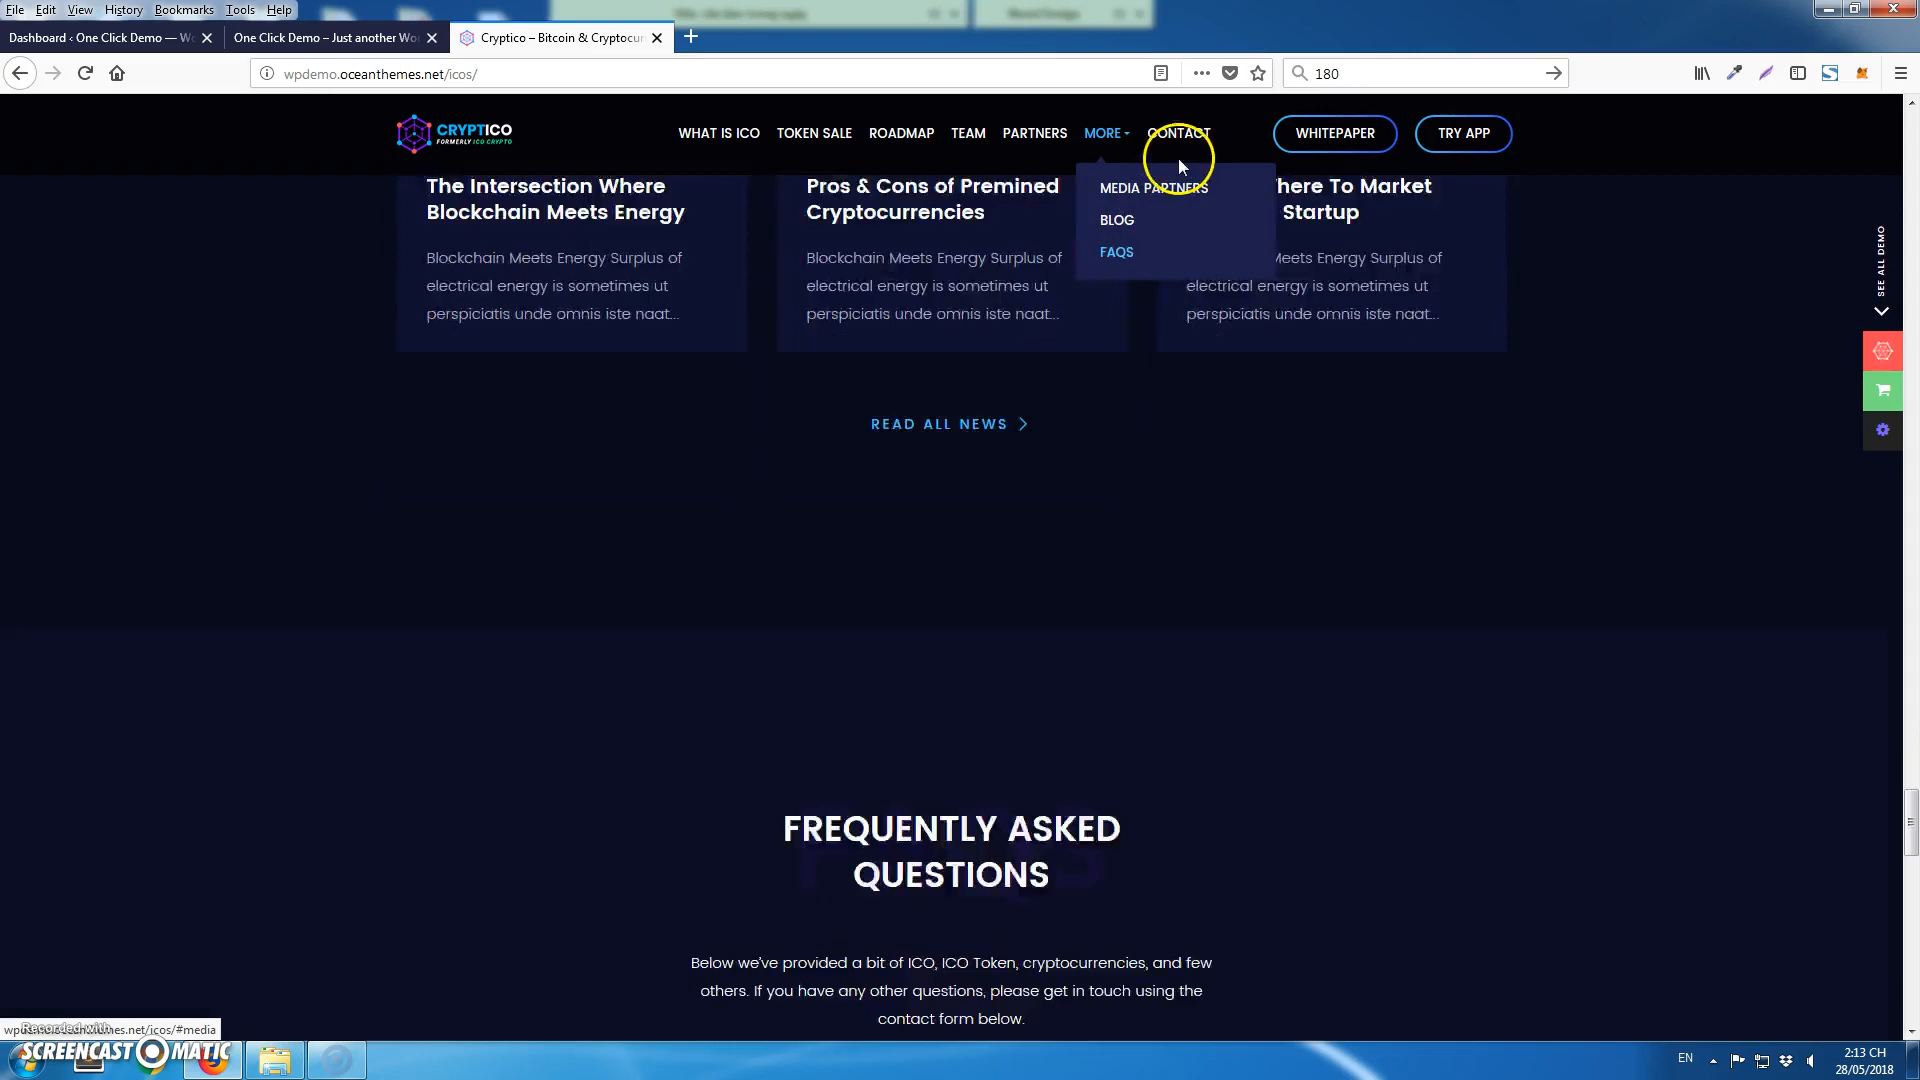 File Edit View History Bookmarks Tools Help
Dashboard ‹ One Click Demo — W
One Click Demo – Just another Wo
Cryptico – Bitcoin & Cryptocur
wpdemo.oceanthemes.net/icos/
180
CRYPTICO
FORMERLY ICO CRYPTO
WHAT IS ICO TOKEN SALE ROADMAP TEAM PARTNERS MORE CONTACT WHITEPAPER TRY APP
MEDIA PARTNERS
BLOG
FAQS
The Intersection Where
Blockchain Meets Energy
Blockchain Meets Energy Surplus of
electrical energy is sometimes ut
perspiciatis unde omnis iste naat...
Pros & Cons of Premined
Cryptocurrencies
Blockchain Meets Energy Surplus of
electrical energy is sometimes ut
perspiciatis unde omnis iste naat...
here To Market
Startup
Meets Energy Surplus of
electrical energy is sometimes ut
perspiciatis unde omnis iste naat...
SEE ALL DEMO
READ ALL NEWS
FREQUENTLY ASKED
QUESTIONS
Below we've provided a bit of ICO, ICO Token, cryptocurrencies, and few
others. If you have any other questions, please get in touch using the
contact form below.
wpdemo.oceanthemes.net/icos/#media
Recorded with
SCREENCAST MATIC
EN
2:13 CH
28/05/2018